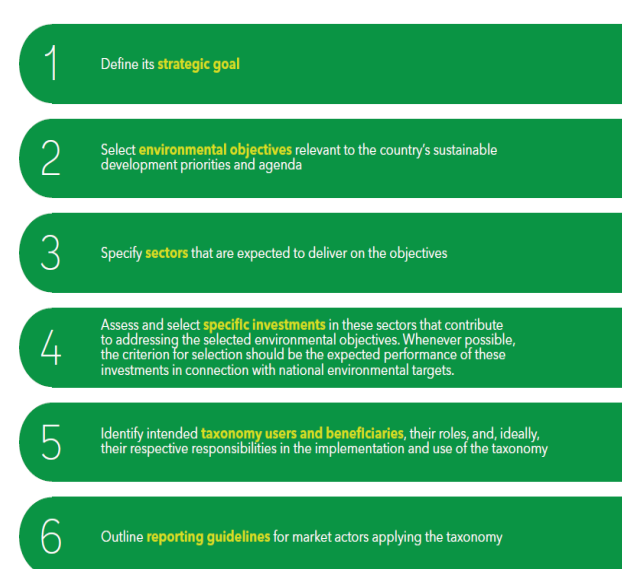 1
Define its strategic goal
2
Select environmental objectives relevant to the country's sustainable
development priorities and agenda
3
Specify sectors that are expected to deliver on the objectives
4
Assess and select specific investments in these sectors that contribute
to addressing the selected environmental objectives. Whenever possible,
the criterion for selection should be the expected performance of these
investments in connection with national environmental targets.
5
Identify intended taxonomy users and beneficiaries, their roles, and, ideally,
their respective responsibilities in the implementation and use of the taxonomy
6
Outline reporting guidelines for market actors applying the taxonomy